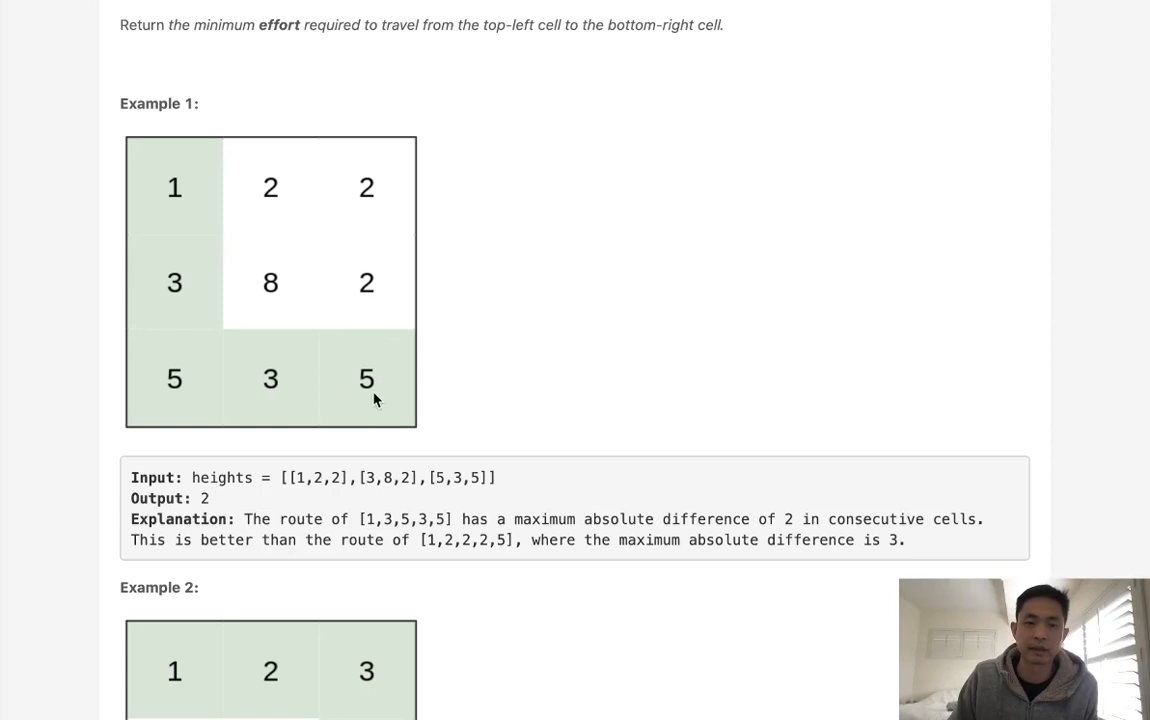 Return the minimum effort required to travel from the top-left cell to the bottom-right cell.
Example 1:
1 2 2
3 8 2
5 3 5
Input: heights = [[1,2,2],[3,8,2],[5,3,5]]
Output: 2
Explanation: The route of [1,3,5,3,5] has a maximum absolute difference of 2 in consecutive cells.
This is better than the route of [1,2,2,2,5], where the maximum absolute difference is 3.
Example 2:
1 2 3